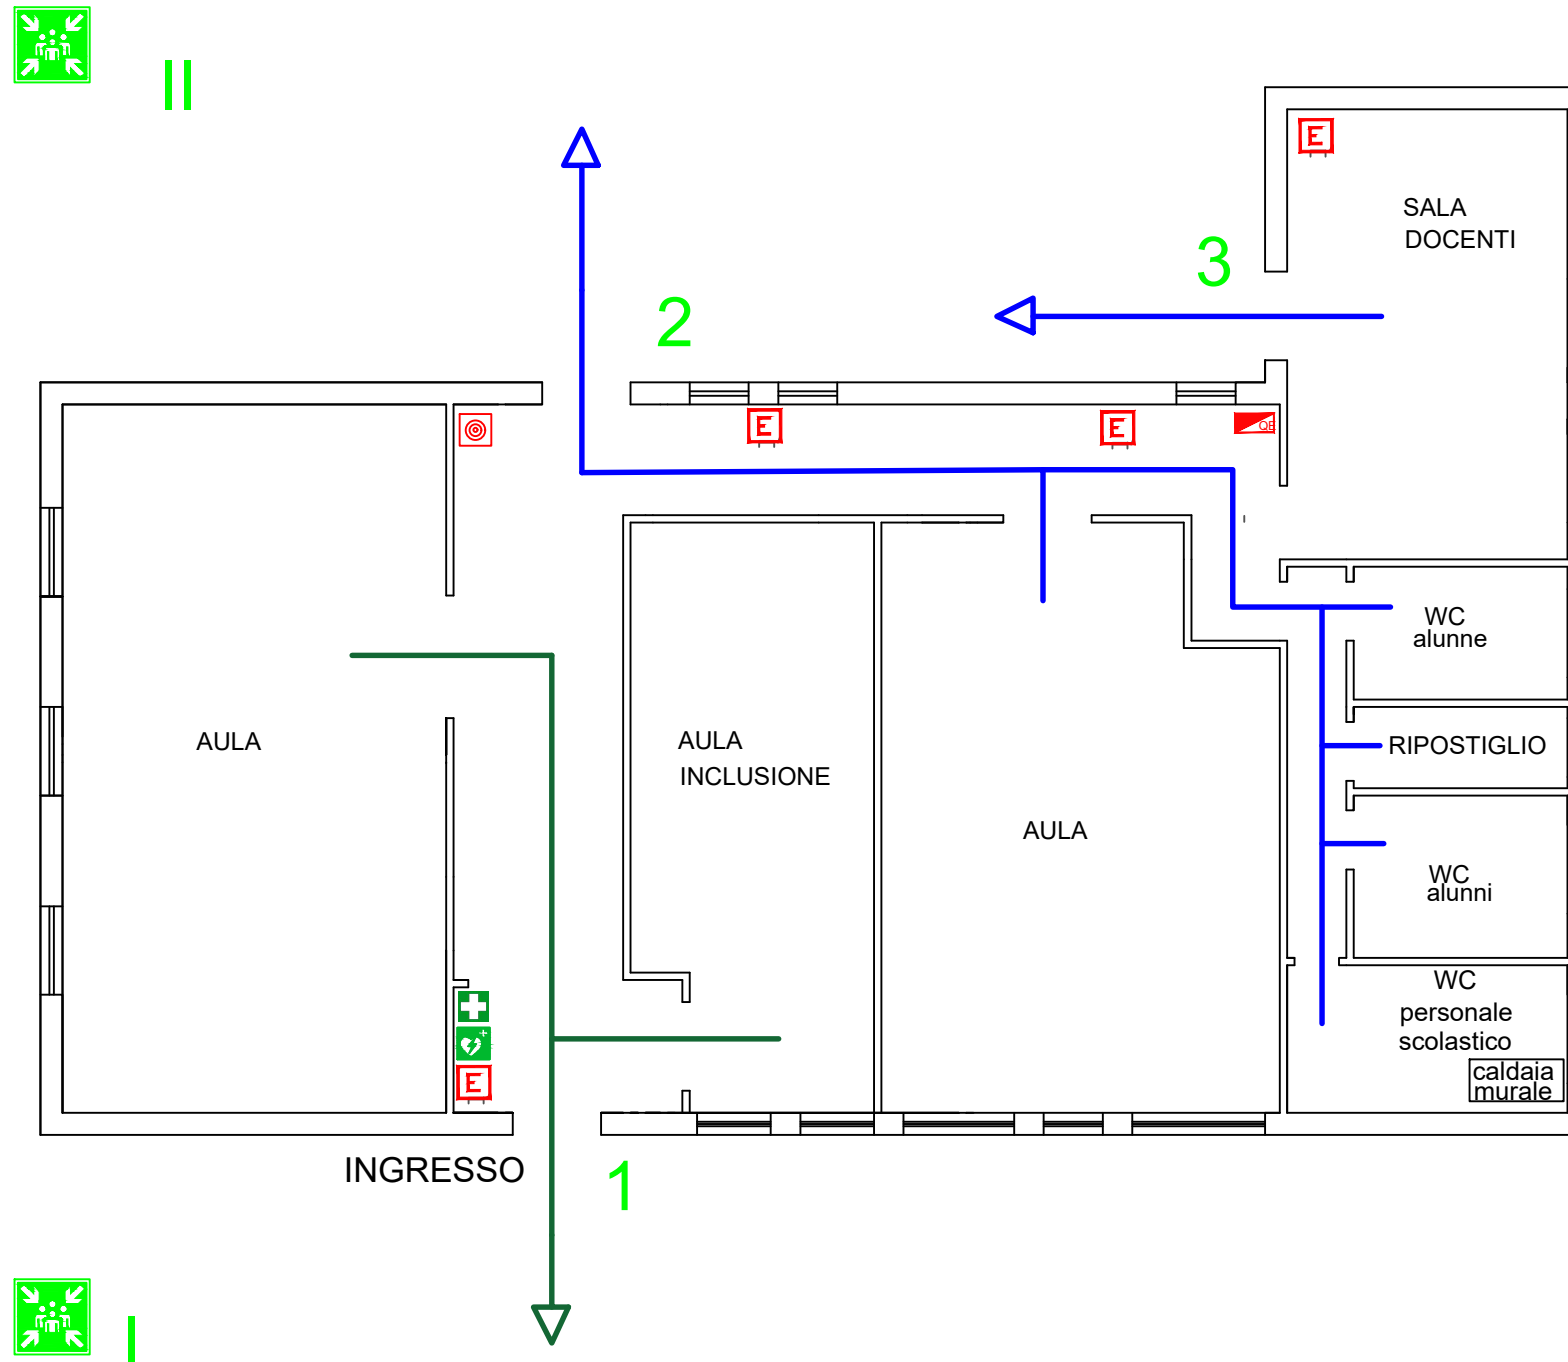 II
E
SALA
DOCENTI
3
2
E
E
QE
WC
alunne
AULA
AULA
INCLUSIONE
RIPOSTIGLIO
AULA
WC
alunni
WC
personale
scolastico
caldaia
murale
E
INGRESSO
1
I